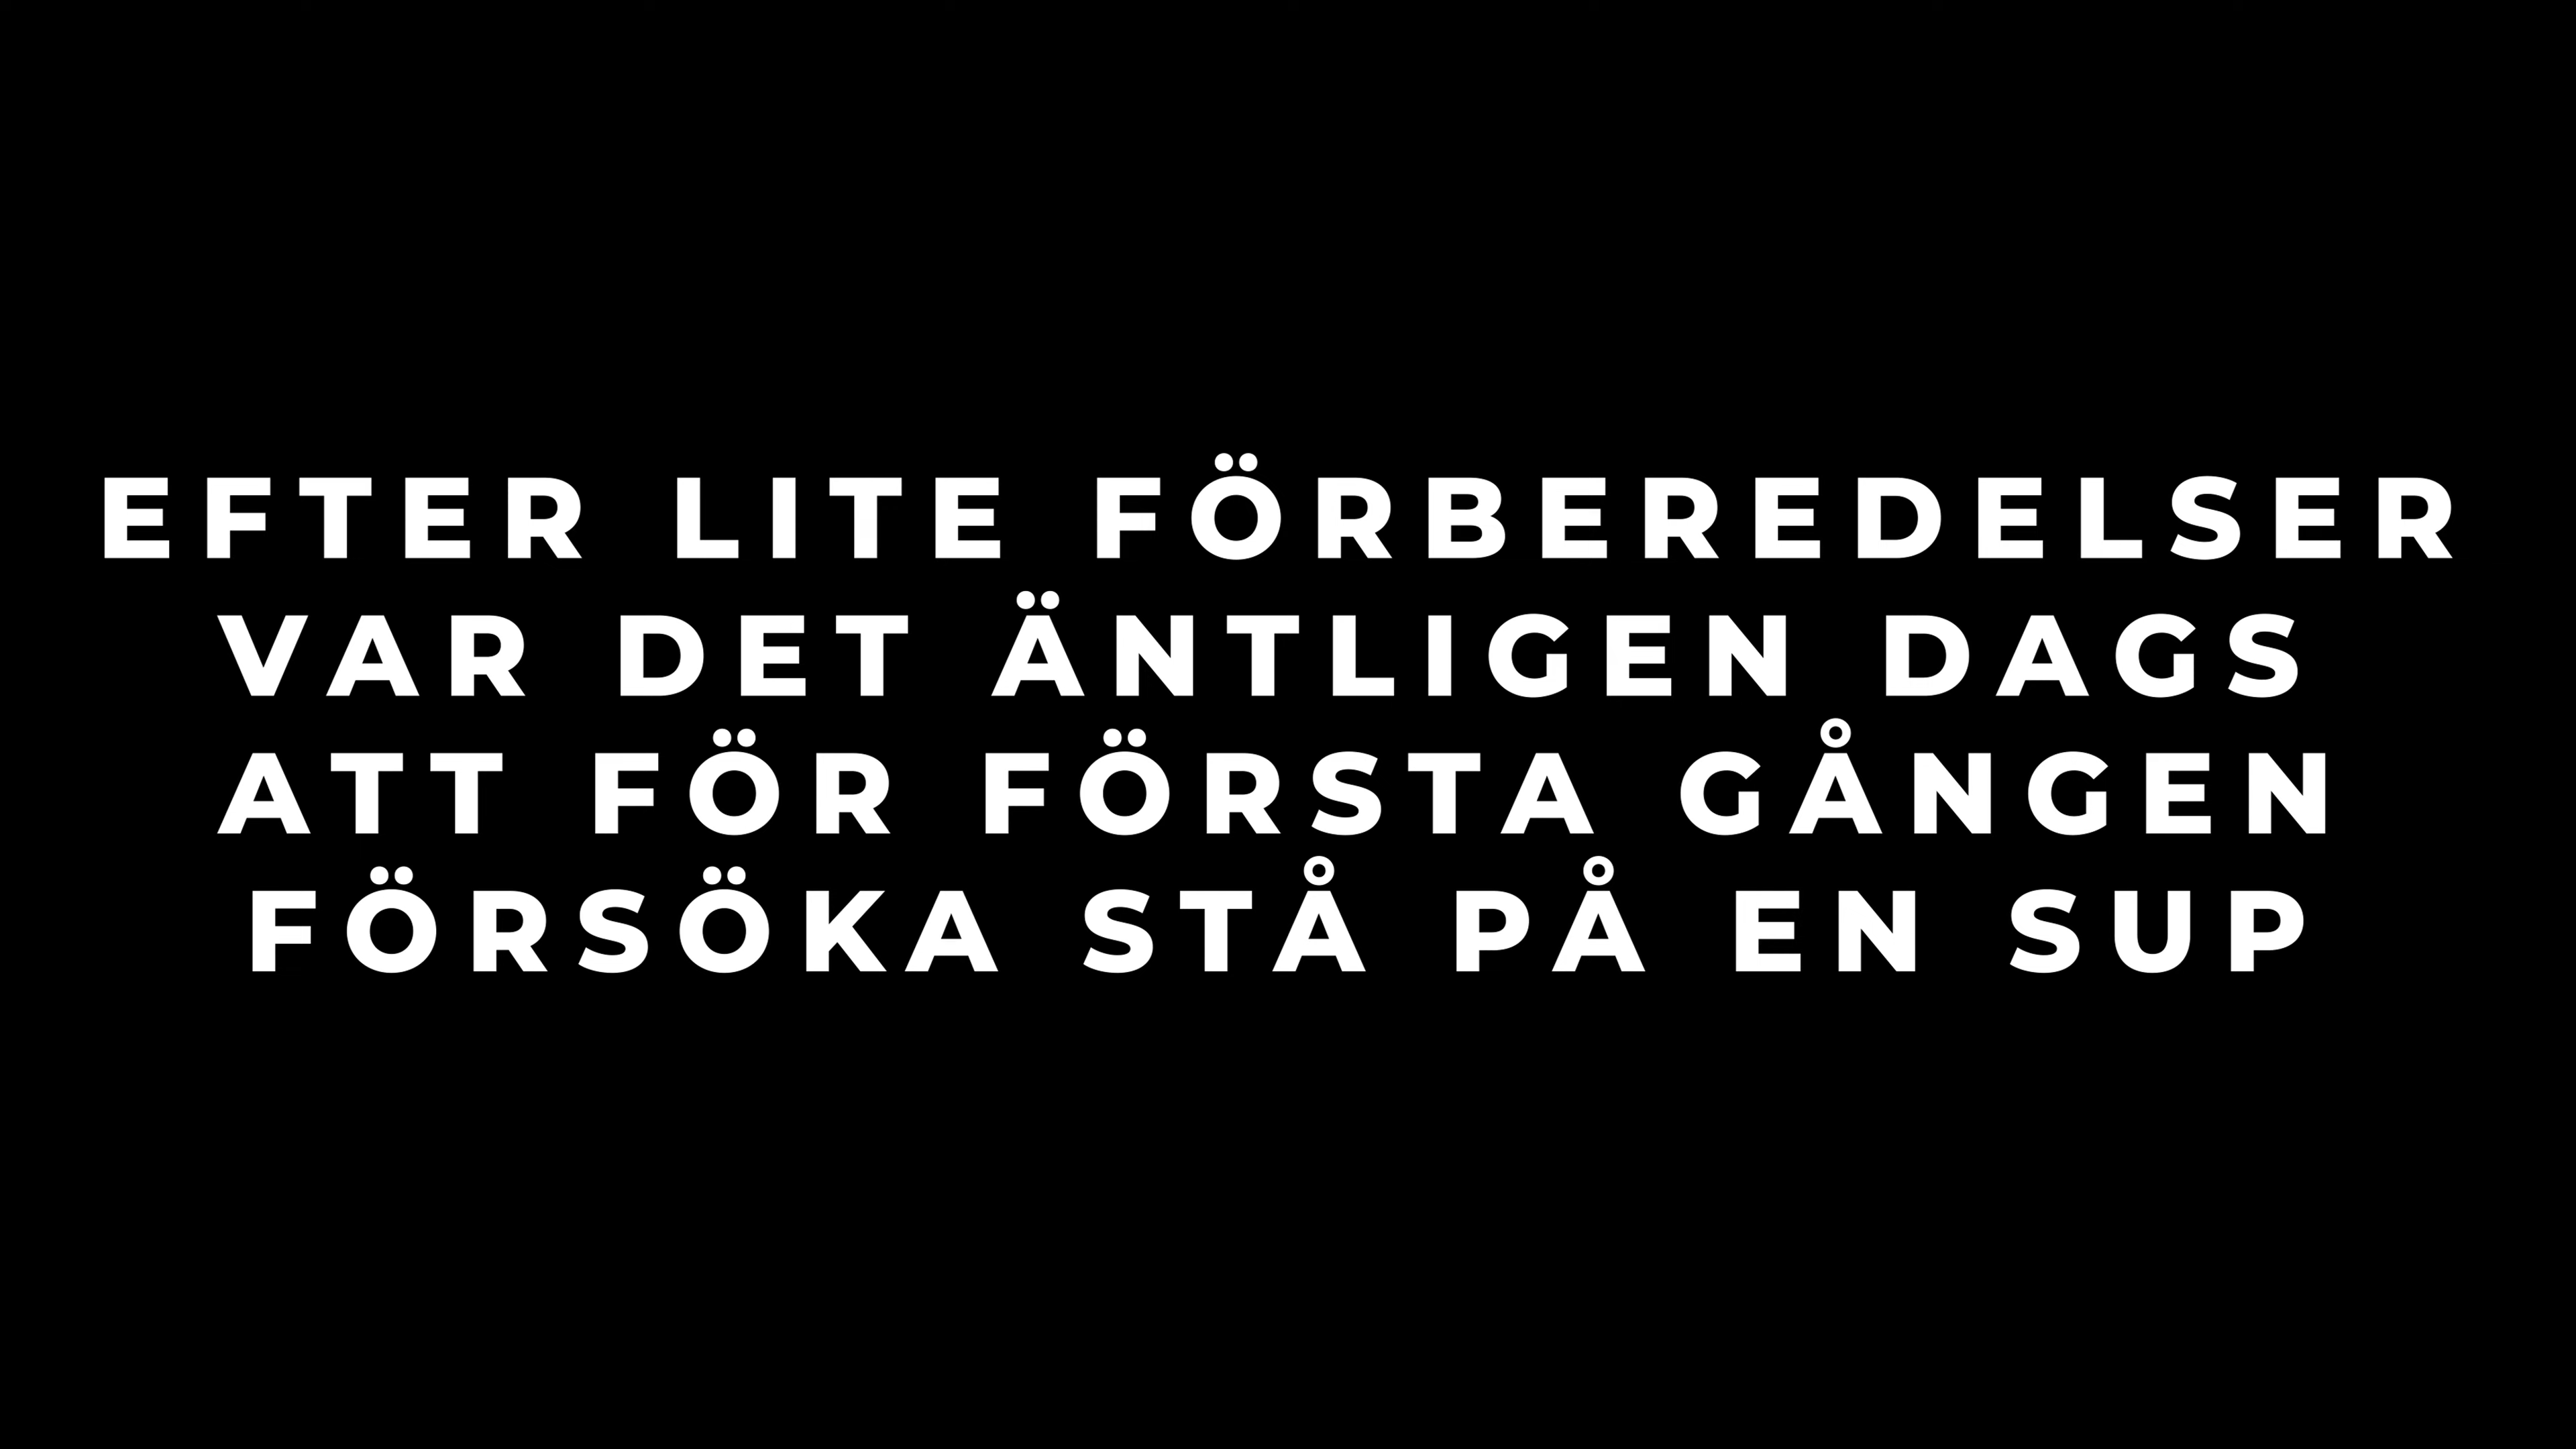 EFTER LITE FÖRBEREDELSER
VAR DET ÄNTLIGEN DAGS
ATT FÖR FÖRSTA GÅNGEN
FÖRSÖKA STÅ PÅ EN SUP